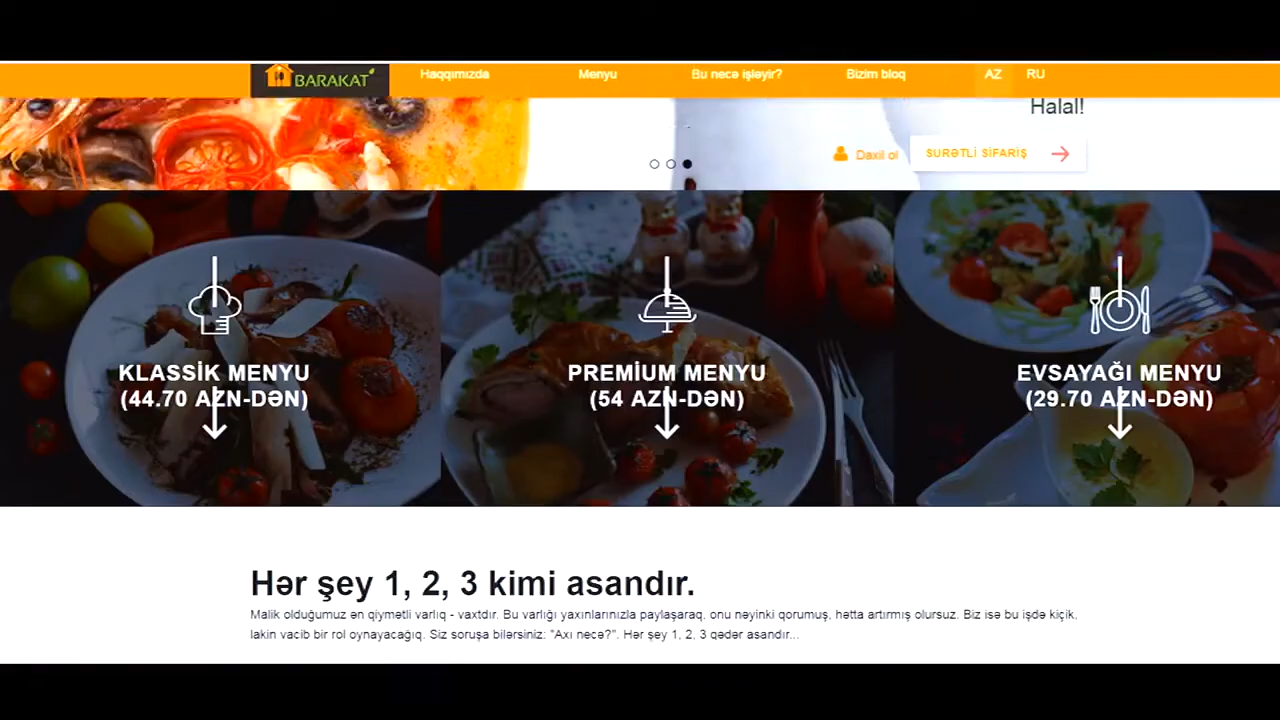 BARAKAT
Haqqımızda
Menyu
Bu necə işləyir?
Bizim bloq
AZ
RU
Halal!
Daxil ol
SURƏTLİ SİFARİŞ
KLASSİK MENYU
(44.70 AZN-DƏN)
PREMİUM MENYU
(54 AZN-DƏN)
EVSAYAĞI MENYU
(29.70 AZN-DƏN)
Hər şey 1, 2, 3 kimi asandır.
Malik olduğumuz ən qiymətli varlıq - vaxtdır. Bu varlığı yaxınlarınızla paylaşaraq, onu nəyinki qorumuş, hətta artırmış olursuz. Biz isə bu işdə kiçik,
lakin vacib bir rol oynayacağıq. Siz soruşa bilərsiniz: "Axı necə?". Hər şey 1, 2, 3 qədər asandır...